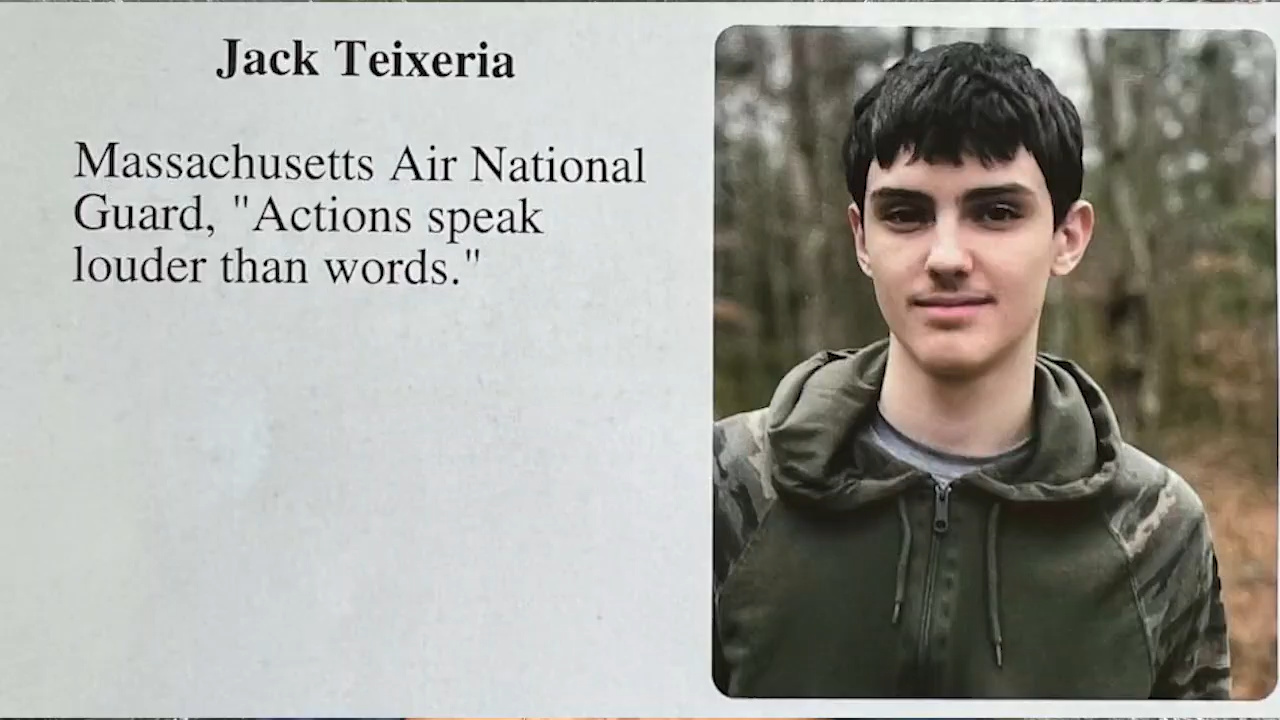 Jack Teixeria
Massachusetts Air National
Guard, "Actions speak
louder than words."